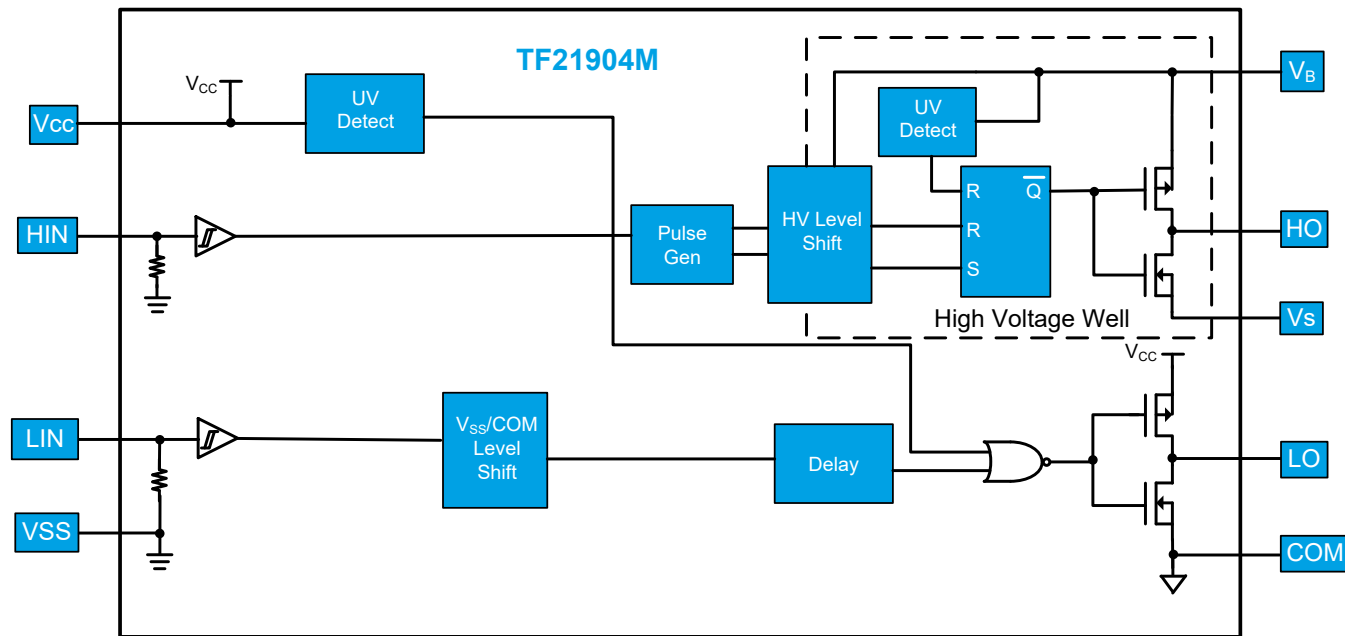 TF21904M
VCC
Vcc
UV
Detect
VB
UV
Detect
HIN
Pulse
Gen
HV Level
Shift
R
Q̅
R
S
HO
High Voltage Well
Vs
VCC
LIN
VSS/COM
Level
Shift
Delay
LO
VSS
COM